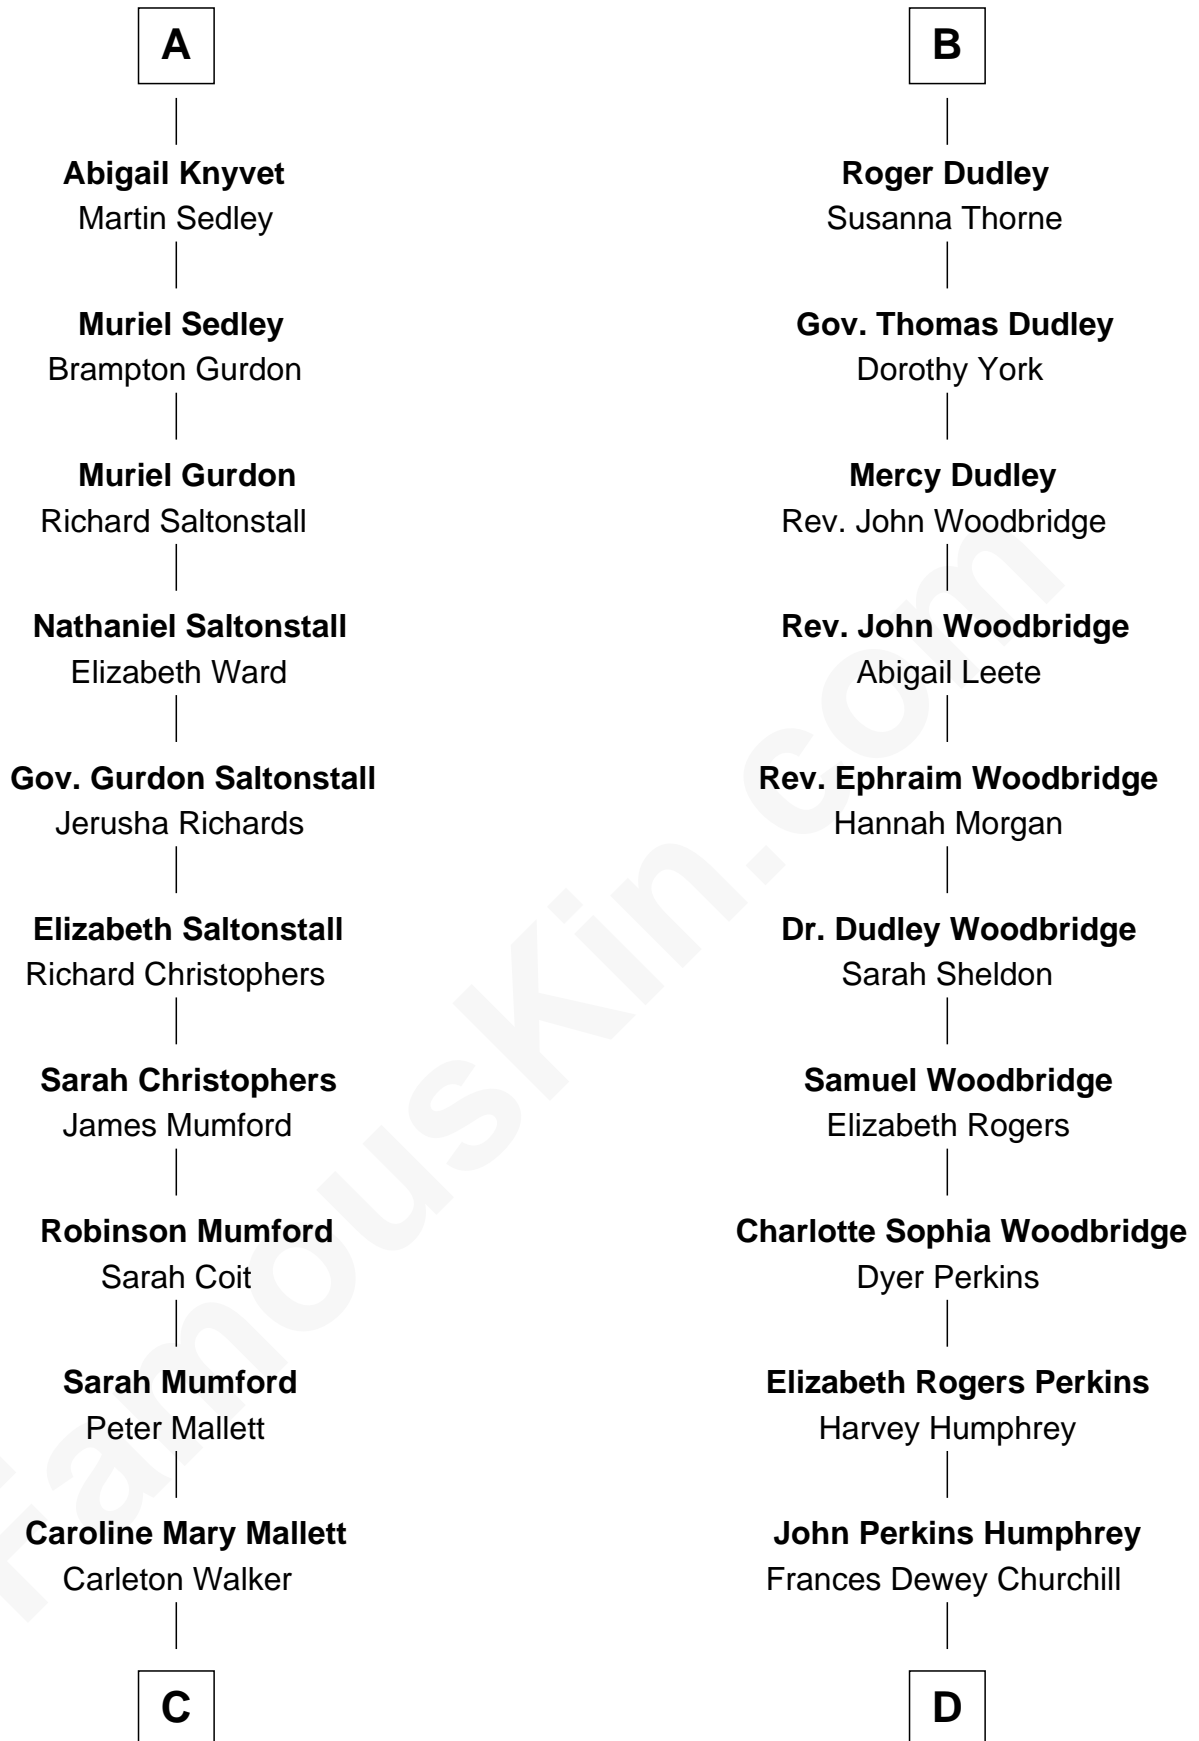 A
Abigail Knyvet
Martin Sedley
Muriel Sedley
Brampton Gurdon
Muriel Gurdon
Richard Saltonstall
Nathaniel Saltonstall
Elizabeth Ward
Gov. Gurdon Saltonstall
Jerusha Richards
Elizabeth Saltonstall
Richard Christophers
Sarah Christophers
James Mumford
Robinson Mumford
Sarah Coit
Sarah Mumford
Peter Mallett
Caroline Mary Mallett
Carleton Walker
C
B
Roger Dudley
Susanna Thorne
Gov. Thomas Dudley
Dorothy York
Mercy Dudley
Rev. John Woodbridge
Rev. John Woodbridge
Abigail Leete
Rev. Ephraim Woodbridge
Hannah Morgan
Dr. Dudley Woodbridge
Sarah Sheldon
Samuel Woodbridge
Elizabeth Rogers
Charlotte Sophia Woodbridge
Dyer Perkins
Elizabeth Rogers Perkins
Harvey Humphrey
John Perkins Humphrey
Frances Dewey Churchill
D
FamousKin.com